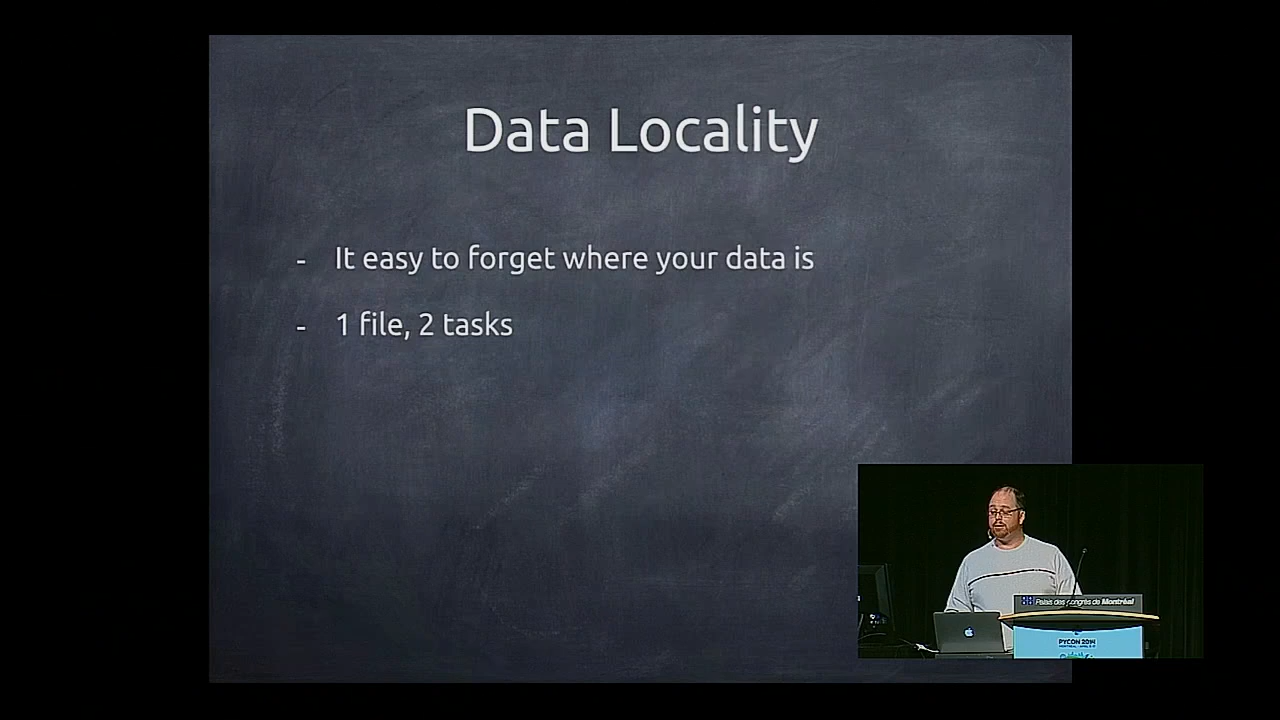 Data Locality
- It easy to forget where your data is
- 1 file, 2 tasks
Palais des congrès de Montréal
PYCON 2014